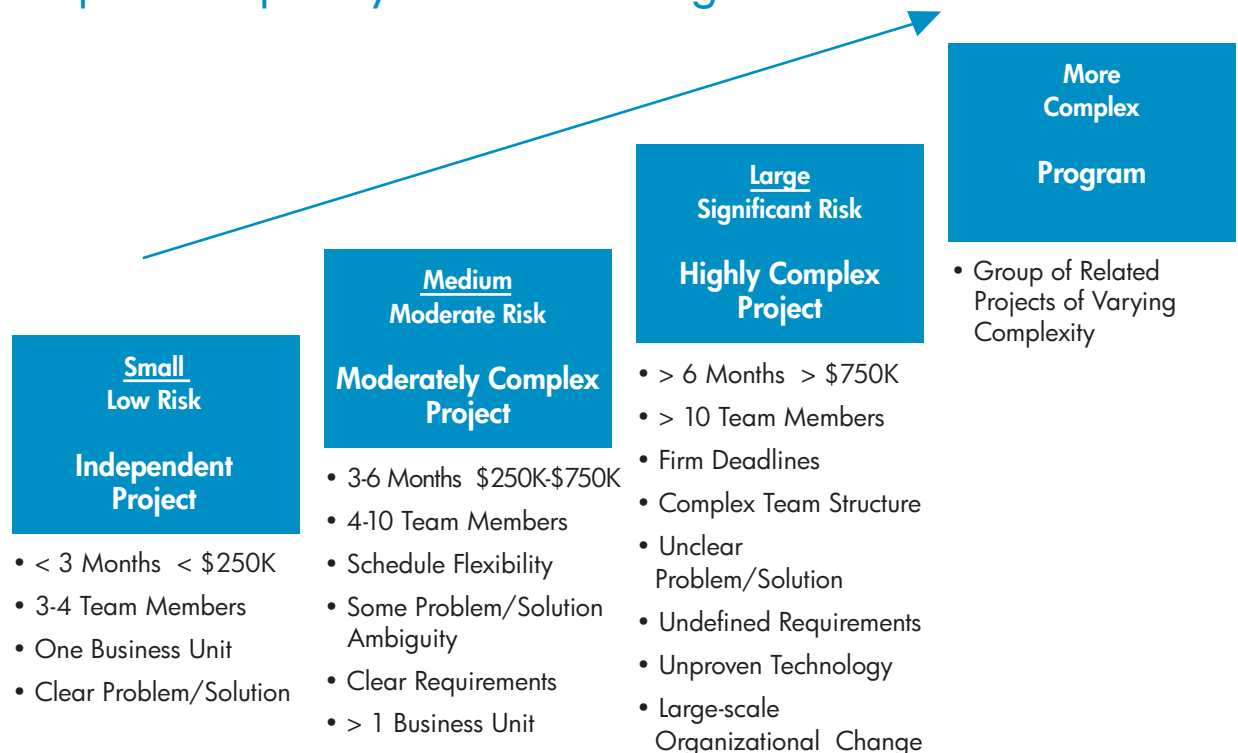 Small
Low Risk
Independent
Project
• < 3 Months < $250K
• 3-4 Team Members
• One Business Unit
• Clear Problem/Solution
Medium
Moderate Risk
Moderately Complex
Project
• 3-6 Months $250K-$750K
• 4-10 Team Members
• Schedule Flexibility
• Some Problem/Solution
Ambiguity
• Clear Requirements
• > 1 Business Unit
Large
Significant Risk
Highly Complex
Project
• > 6 Months > $750K
• > 10 Team Members
• Firm Deadlines
• Complex Team Structure
• Unclear
Problem/Solution
• Undefined Requirements
• Unproven Technology
• Large-scale
Organizational Change
More
Complex
Program
• Group of Related
Projects of Varying
Complexity